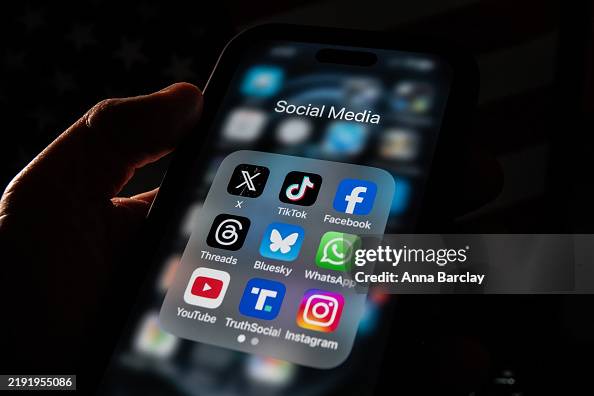 Social Media
X
TikTok
Facebook
Threads
Bluesky
WhatsApp
YouTube
TruthSocial
Instagram
gettyimages®
Credit: Anna Barclay
2191955086